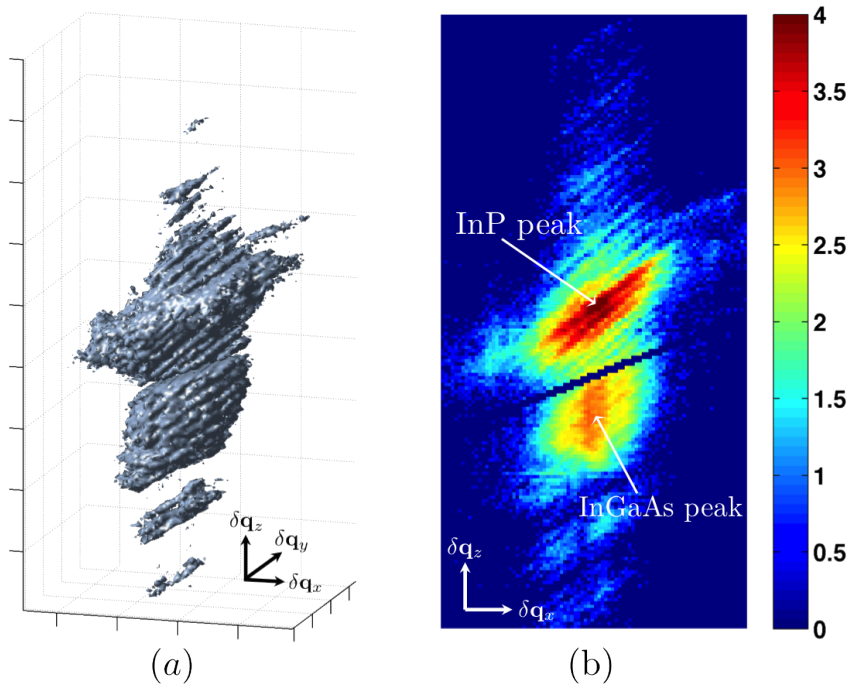 δq_z
δq_y
δq_x
(a)
InP peak
InGaAs peak
δq_z
δq_x
(b)
4
3.5
3
2.5
2
1.5
1
0.5
0